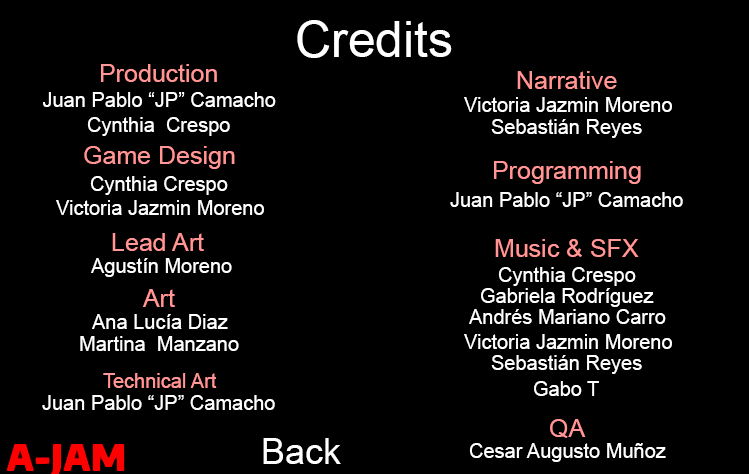 Credits
Production
Juan Pablo “JP” Camacho
Cynthia  Crespo
Game Design
Cynthia Crespo
Victoria Jazmin Moreno
Lead Art
Agustín Moreno
Art
Ana Lucía Diaz
Martina  Manzano
Technical Art
Juan Pablo “JP” Camacho
Narrative
Victoria Jazmin Moreno
Sebastián Reyes
Programming
Juan Pablo “JP” Camacho
Music & SFX
Cynthia Crespo
Gabriela Rodríguez
Andrés Mariano Carro
Victoria Jazmin Moreno
Sebastián Reyes
Gabo T
QA
Cesar Augusto Muñoz
A-JAM
Back